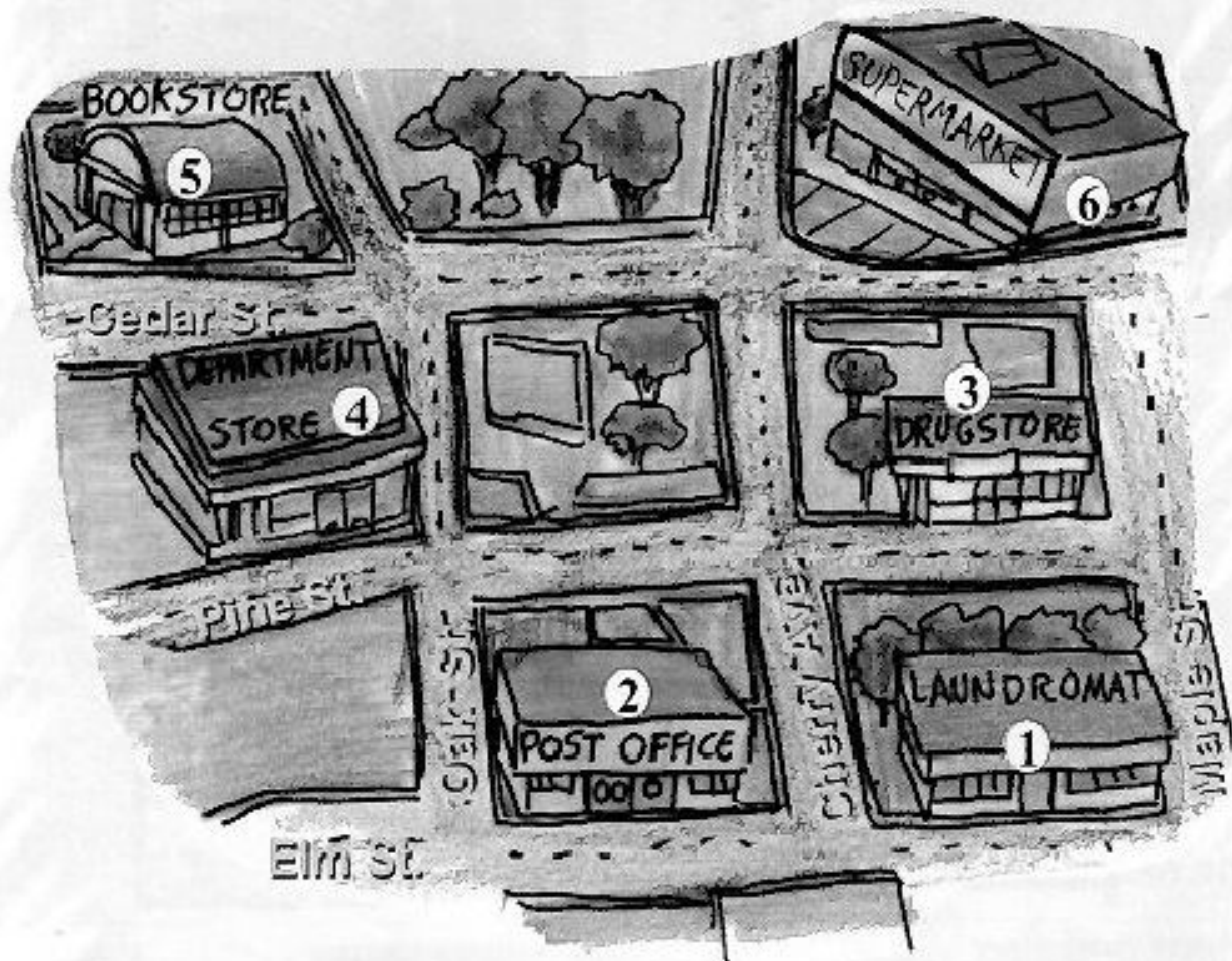 BOOKSTORE
5
SUPERMARKET
6
Cedar St.
DEPARTMENT
STORE 4
3
DRUGSTORE
Pine St.
Oak St.
2
POST OFFICE
Cherry Ave
LAUNDROMAT
1
Maple St.
Elm St.